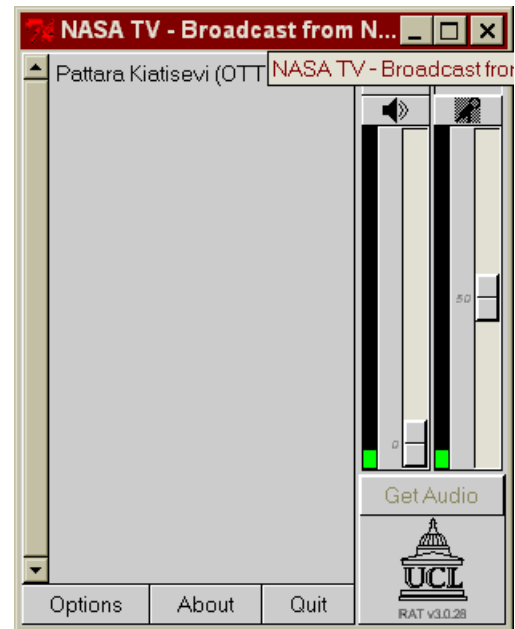 NASA TV - Broadcast from N...
Pattara Kiatisevi (OTT
NASA TV - Broadcast from
50
0
Get Audio
UCL
RAT v3.0.28
Options
About
Quit